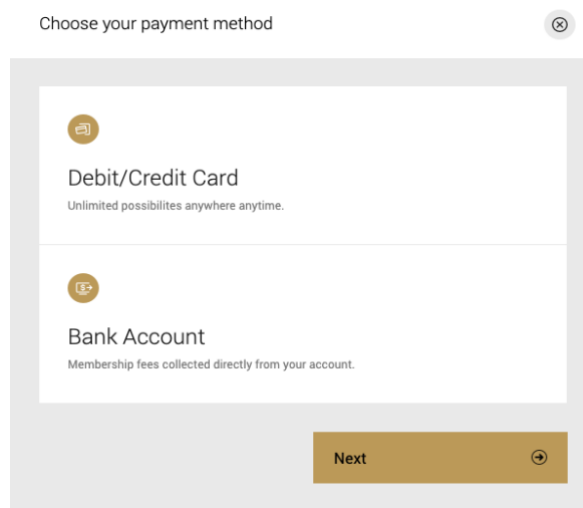 Choose your payment method
Debit/Credit Card
Unlimited possibilites anywhere anytime.
Bank Account
Membership fees collected directly from your account.
Next